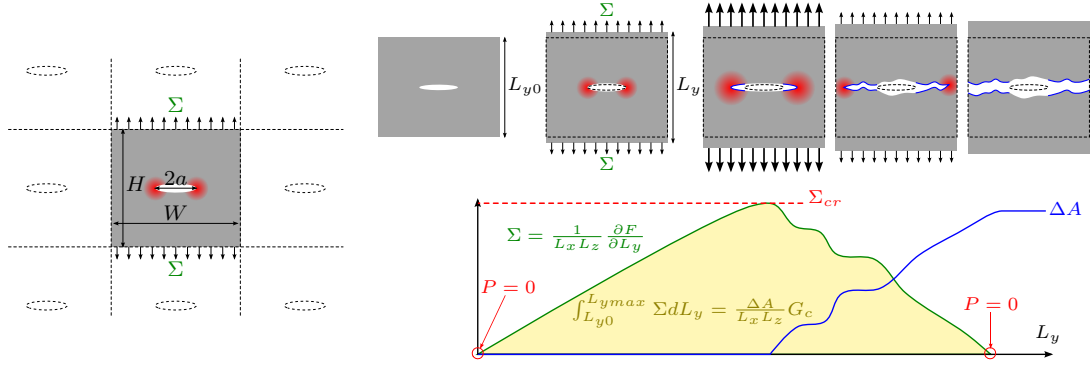 Σ
H
2a
W
Σ
L_{y0}
Σ
Σ
L_y
Σ_{cr}
ΔA
Σ = \frac{1}{L_x L_z} \frac{∂F}{∂L_y}
P = 0
\int_{L_{y0}}^{L_{ymax}} Σ dL_y = \frac{ΔA}{L_x L_z} G_c
P = 0
L_y